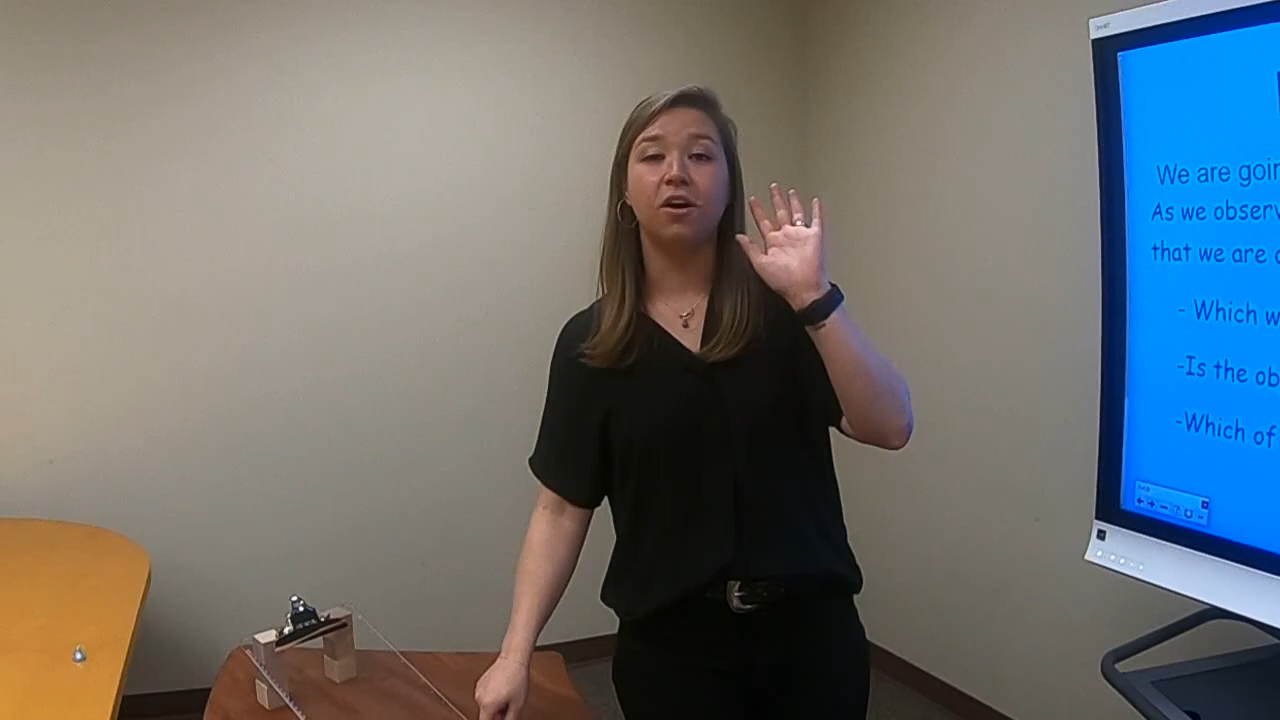 We are goin
As we observ
that we are
- Which w
-Is the ob
-Which of